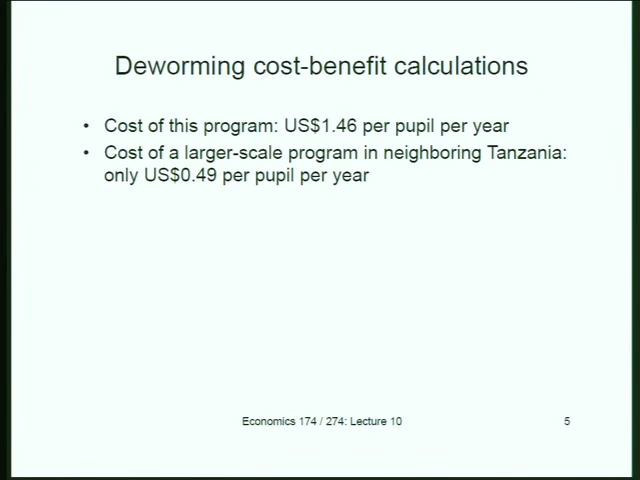 Deworming cost-benefit calculations
• Cost of this program: US$1.46 per pupil per year
• Cost of a larger-scale program in neighboring Tanzania:
only US$0.49 per pupil per year
Economics 174 / 274: Lecture 10
5